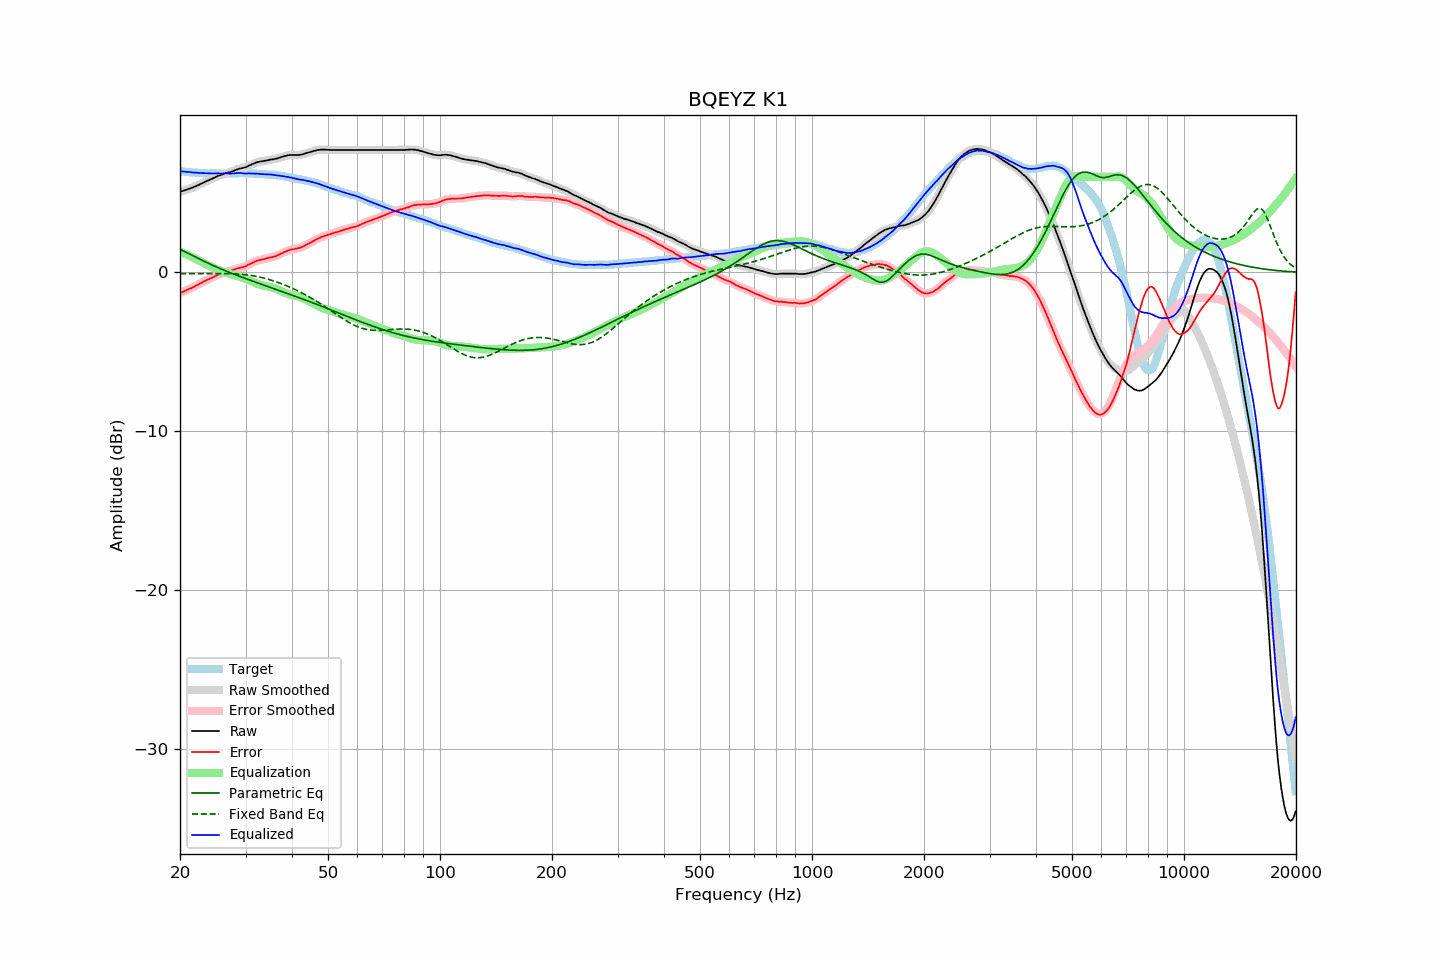 BQEYZ K1
Amplitude (dBr)
0
−10
−20
−30
Target
Raw Smoothed
Error Smoothed
Raw
Error
Equalization
Parametric Eq
Fixed Band Eq
Equalized
20 50 100 200 500 1000 2000 5000 10000 20000
Frequency (Hz)